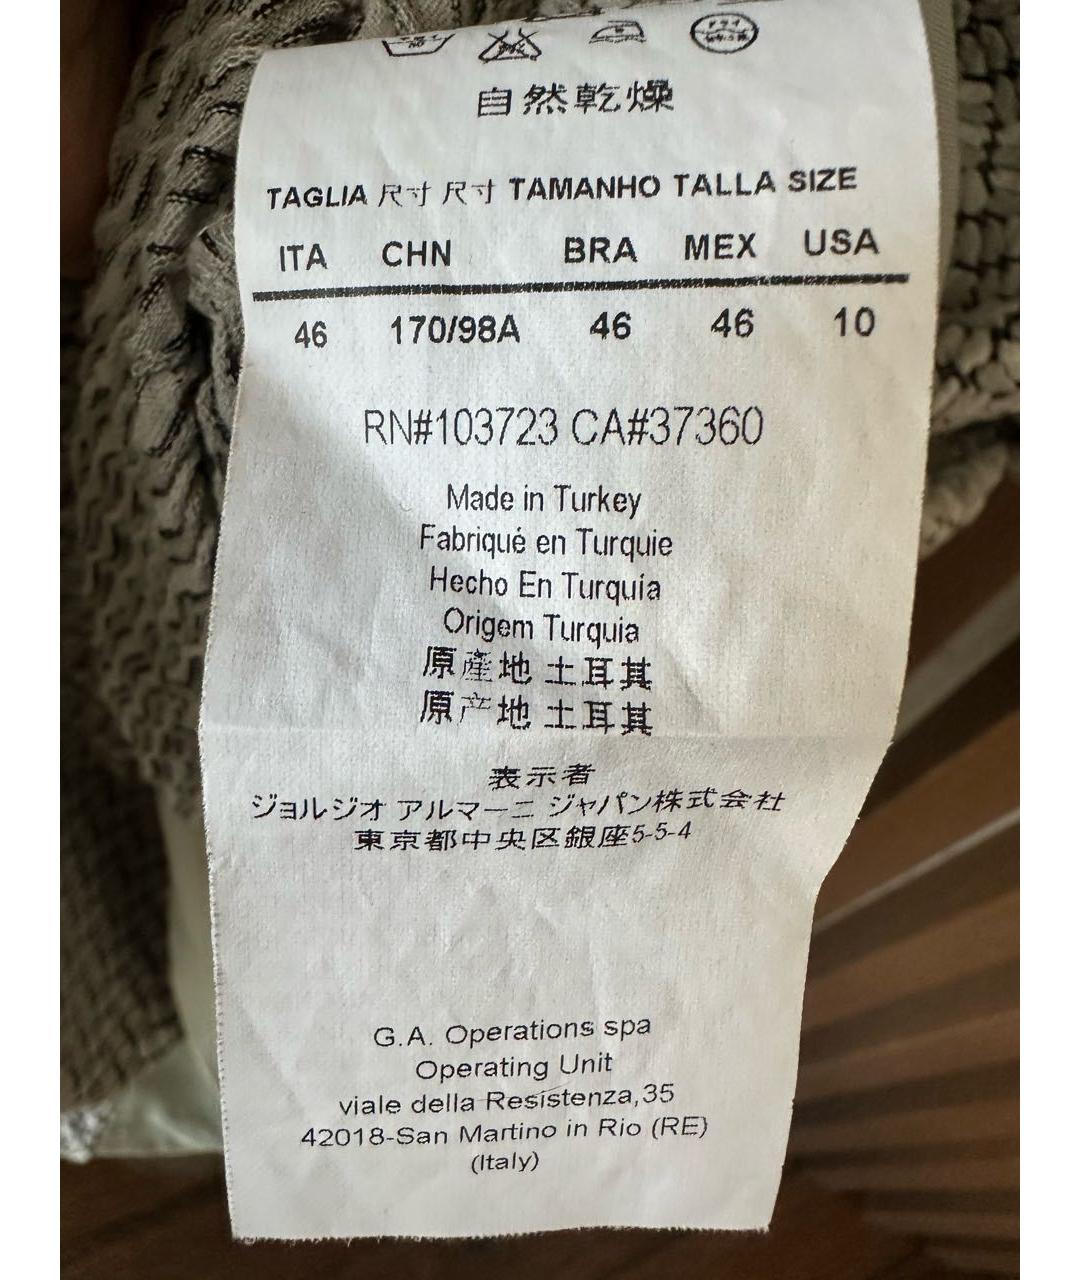 自然乾燥
TAGLIA 尺寸 尺寸 TAMANHO TALLA SIZE
ITA CHN BRA MEX USA
46 170/98A 46 46 10
RN#103723 CA#37360
Made in Turkey
Fabriqué en Turquie
Hecho En Turquia
Origem Turquia
原產地 土耳其
原产地 土耳其
表示者
ジョルジオ アルマーニ ジャパン株式会社
東京都中央区銀座5-5-4
G.A. Operations spa
Operating Unit
viale della Resistenza,35
42018-San Martino in Rio (RE)
(Italy)